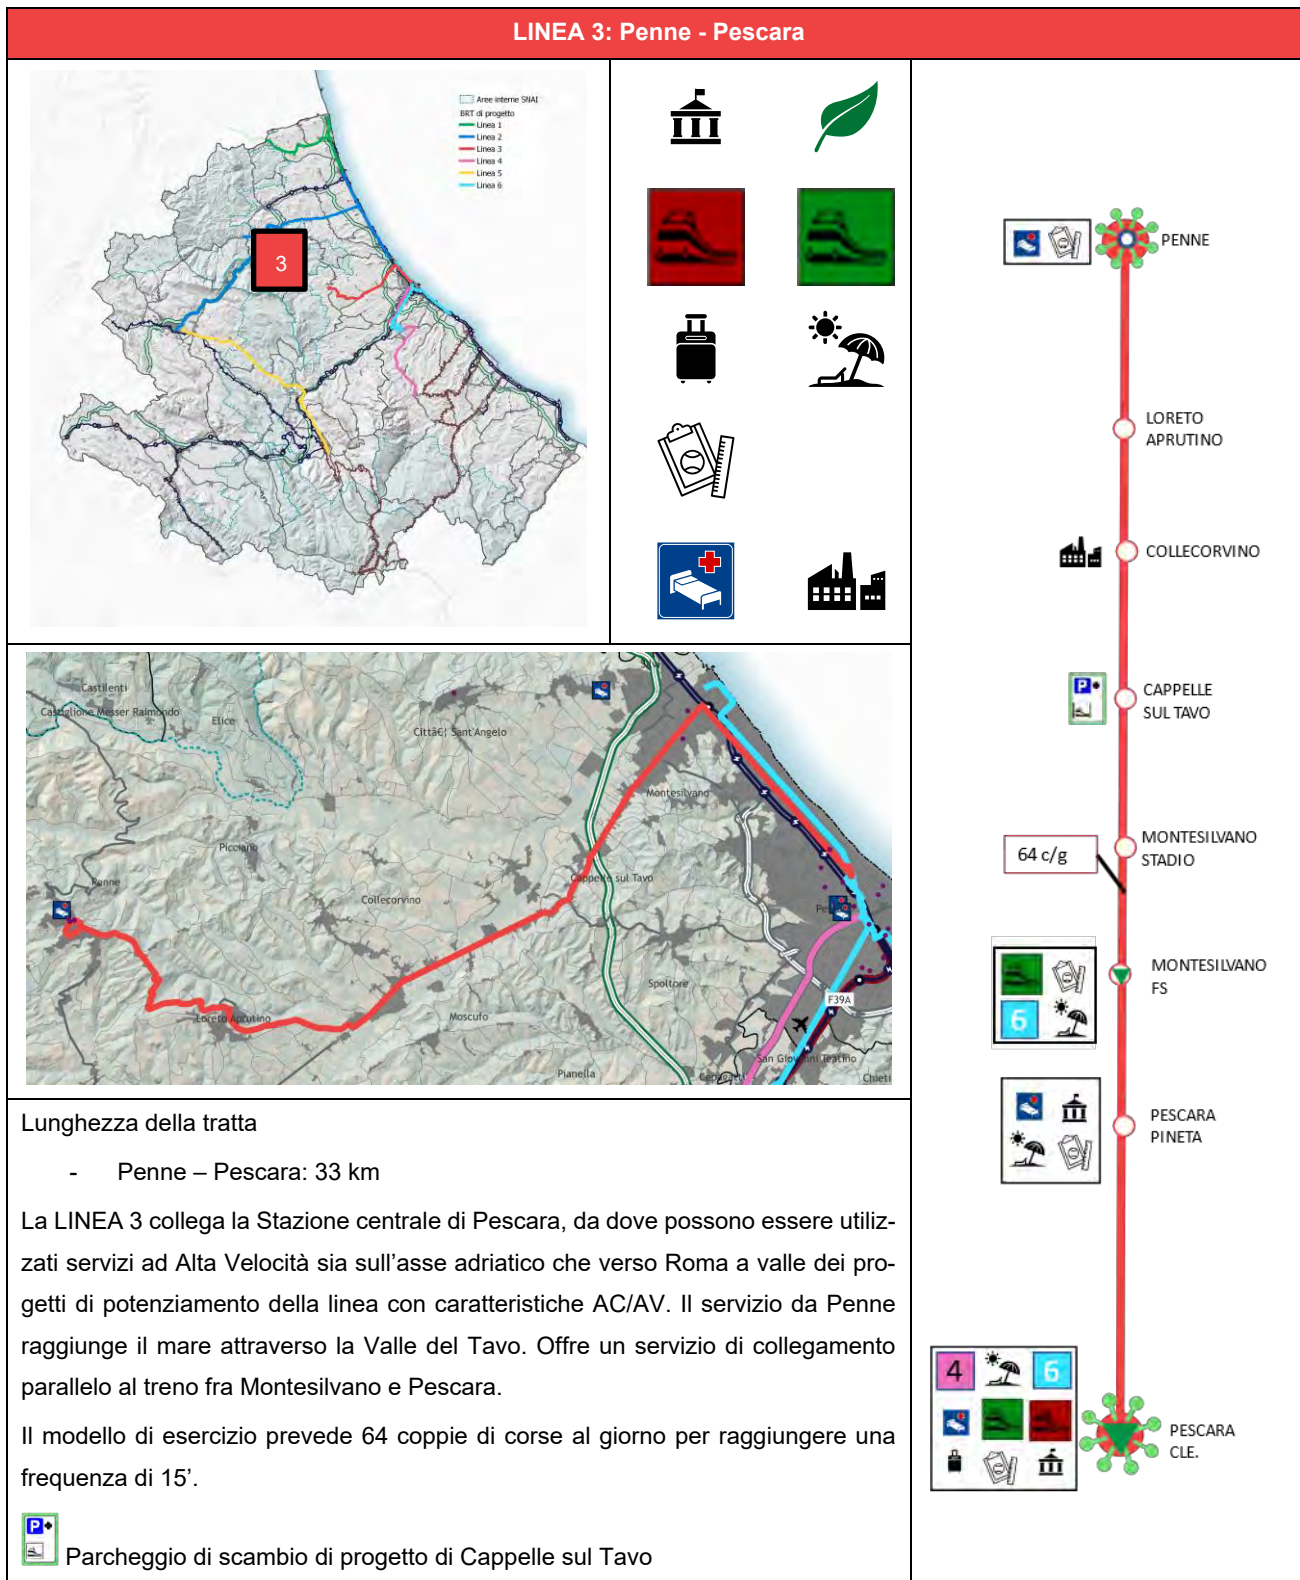 LINEA 3: Penne - Pescara
Aree interne SNAI
BRT di progetto
Linea 1
Linea 2
Linea 3
Linea 4
Linea 5
Linea 6
3
PENNE
LORETO
APRUTINO
COLLECORVINO
P+
CAPPELLE
SUL TAVO
MONTESILVANO
STADIO
64 c/g
MONTESILVANO
FS
6
PESCARA
PINETA
4
6
PESCARA
CLE.
Castilenti
Castiglione Messer Raimondo
Elice
Cittâ€¦ Sant'Angelo
Montesilvano
Picciano
Penne
Collecorvino
Cappelle sul Tavo
Spoltore
F39A
Loreto Aprutino
Moscufo
Pianella
San Giovanni Teatino
Chieti
Lunghezza della tratta
- Penne – Pescara: 33 km
La LINEA 3 collega la Stazione centrale di Pescara, da dove possono essere utiliz-
zati servizi ad Alta Velocità sia sull'asse adriatico che verso Roma a valle dei pro-
getti di potenziamento della linea con caratteristiche AC/AV. Il servizio da Penne
raggiunge il mare attraverso la Valle del Tavo. Offre un servizio di collegamento
parallelo al treno fra Montesilvano e Pescara.
Il modello di esercizio prevede 64 coppie di corse al giorno per raggiungere una
frequenza di 15'.
P+
Parcheggio di scambio di progetto di Cappelle sul Tavo